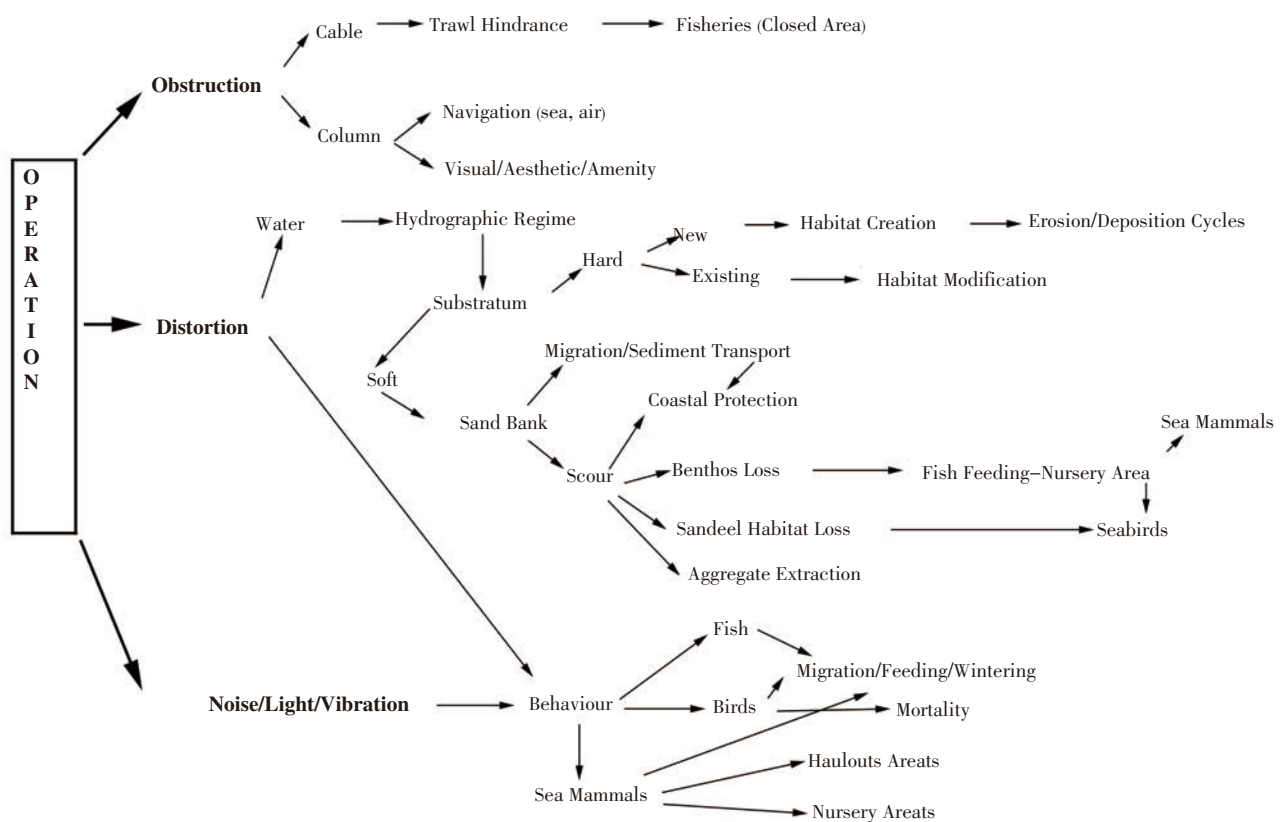 Cable
Trawl Hindrance
Fisheries (Closed Area)
Obstruction
Navigation (sea, air)
Column
Visual/Aesthetic/Amenity
OPERATION
Water
Hydrographic Regime
New
Habitat Creation
Erosion/Deposition Cycles
Hard
Existing
Habitat Modification
Substratum
Distortion
Migration/Sediment Transport
Soft
Coastal Protection
Sand Bank
Sea Mammals
Scour
Benthos Loss
Fish Feeding–Nursery Area
Sandeel Habitat Loss
Seabirds
Aggregate Extraction
Fish
Migration/Feeding/Wintering
Noise/Light/Vibration
Behaviour
Birds
Mortality
Haulouts Areats
Sea Mammals
Nursery Areats